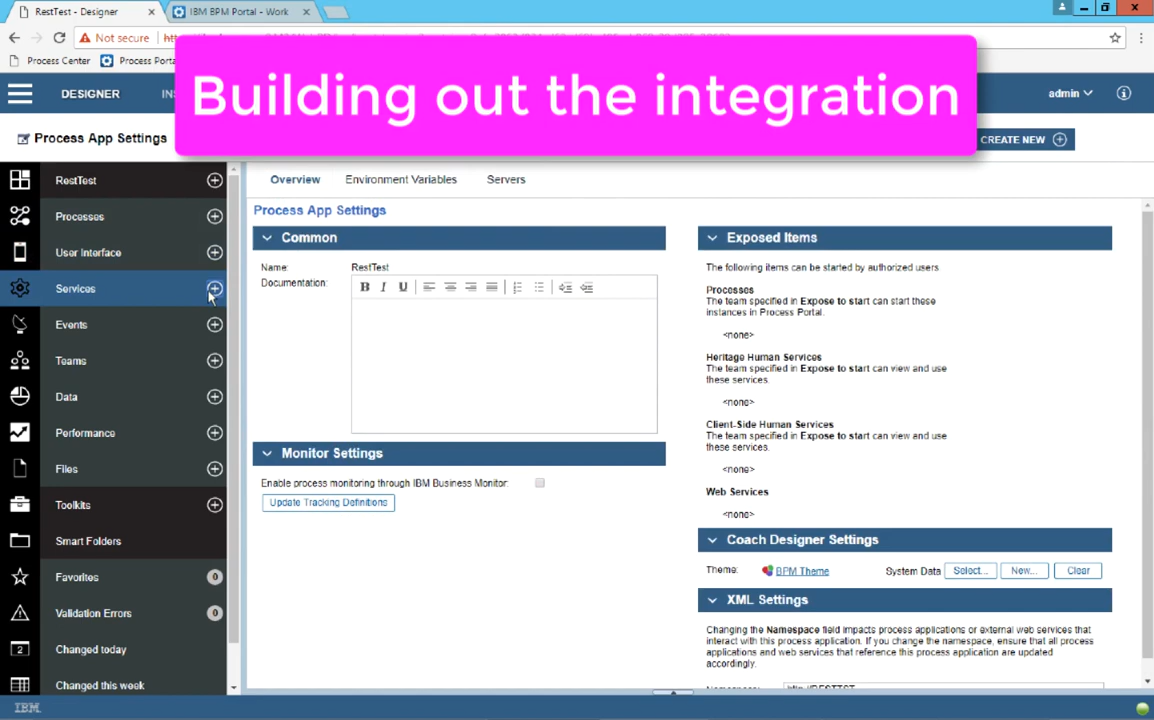 RestTest - Designer
IBM BPM Portal - Work
Not secure
Process Center
Process Porta
Building out the integration
DESIGNER
INS
admin
Process App Settings
CREATE NEW
RestTest
Processes
User Interface
Services
Events
Teams
Data
Performance
Files
Toolkits
Smart Folders
Favorites 0
Validation Errors 0
2 Changed today
Changed this week
Overview Environment Variables Servers
Process App Settings
Common
Name: RestTest
Documentation:
B I U
Monitor Settings
Enable process monitoring through IBM Business Monitor:
Update Tracking Definitions
Exposed Items
The following items can be started by authorized users
Processes
The team specified in Expose to start can start these
instances in Process Portal.
<none>
Heritage Human Services
The team specified in Expose to start can view and use
these services.
<none>
Client-Side Human Services
The team specified in Expose to start can view and use
these services.
<none>
Web Services
<none>
Coach Designer Settings
Theme: BPM Theme System Data Select... New... Clear
XML Settings
Changing the Namespace field impacts process applications or external web services that
interact with this process application. If you change the namespace, ensure that all process
applications and web services that reference this process application are updated
accordingly.
IBM